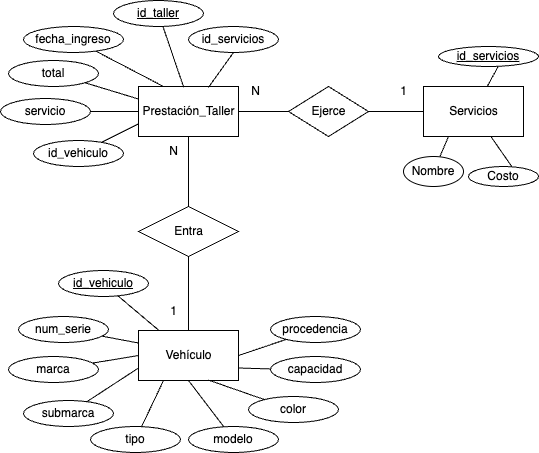 id_taller
fecha_ingreso
id_servicios
id_servicios
total
servicio
Prestación_Taller
N
Ejerce
1
Servicios
id_vehiculo
N
Nombre
Costo
Entra
id_vehiculo
1
num_serie
procedencia
Vehículo
marca
capacidad
submarca
color
tipo
modelo